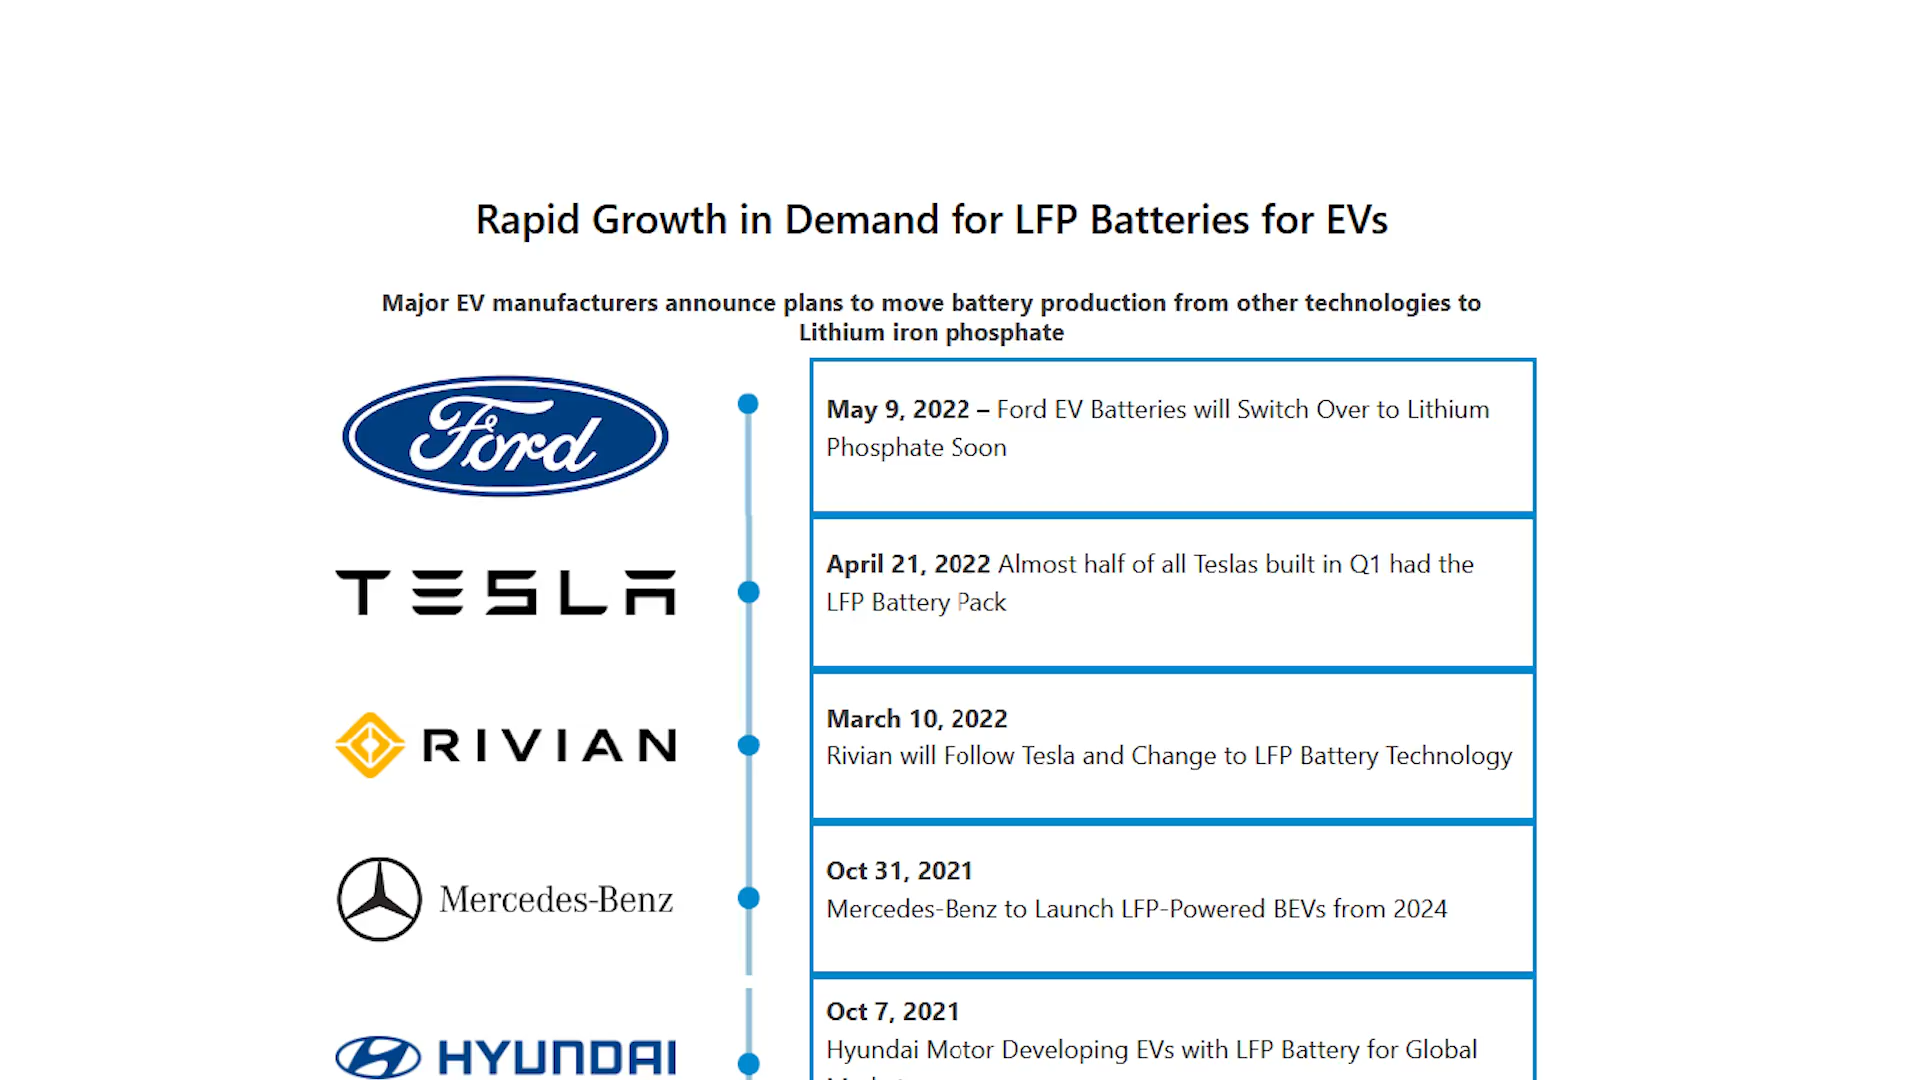 Rapid Growth in Demand for LFP Batteries for EVs
Major EV manufacturers announce plans to move battery production from other technologies to
Lithium iron phosphate
Ford
May 9, 2022 – Ford EV Batteries will Switch Over to Lithium
Phosphate Soon
TESLA
April 21, 2022 Almost half of all Teslas built in Q1 had the
LFP Battery Pack
RIVIAN
March 10, 2022
Rivian will Follow Tesla and Change to LFP Battery Technology
Mercedes-Benz
Oct 31, 2021
Mercedes-Benz to Launch LFP-Powered BEVs from 2024
HYUNDAI
Oct 7, 2021
Hyundai Motor Developing EVs with LFP Battery for Global